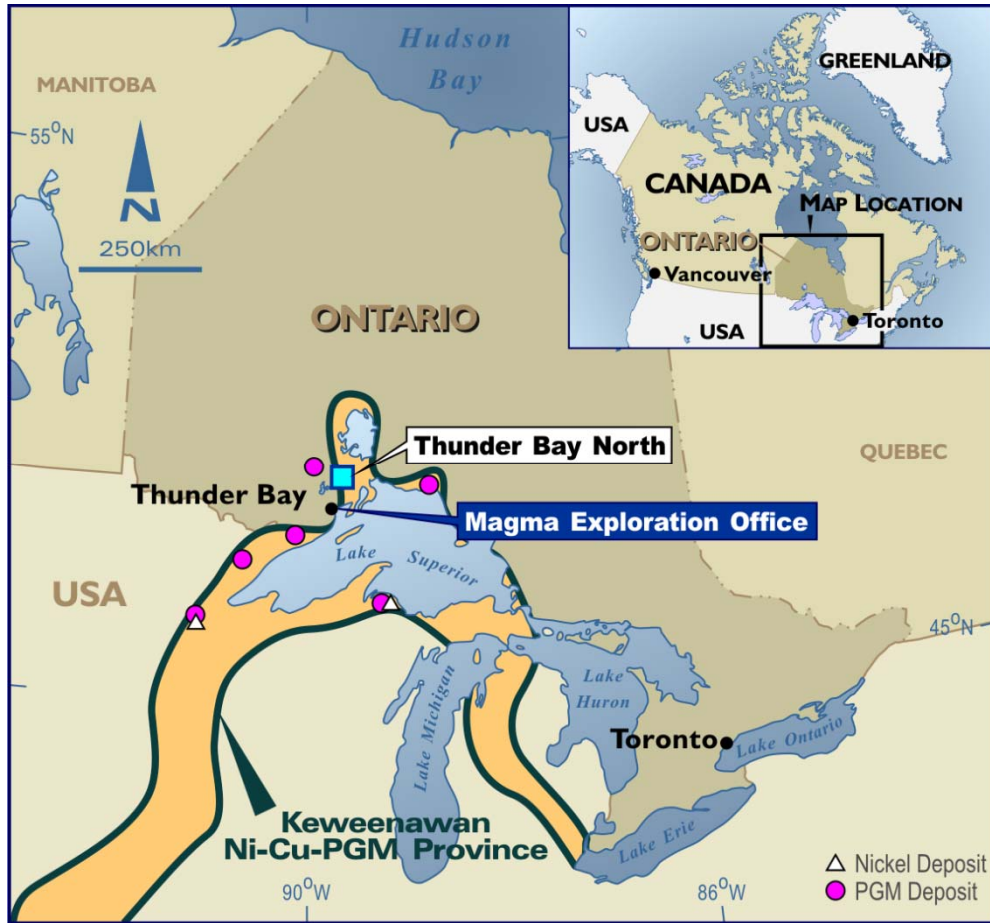 Hudson
Bay
MANITOBA
55°N
N
250km
ONTARIO
GREENLAND
USA
CANADA
MAP LOCATION
ONTARIO
Vancouver
USA
Toronto
Thunder Bay North
QUEBEC
Thunder Bay
Magma Exploration Office
Lake
Superior
USA
45°N
Lake
Huron
Lake Michigan
Toronto
Lake Ontario
Keweenawan
Ni-Cu-PGM Province
Lake Erie
Nickel Deposit
PGM Deposit
90°W
86°W